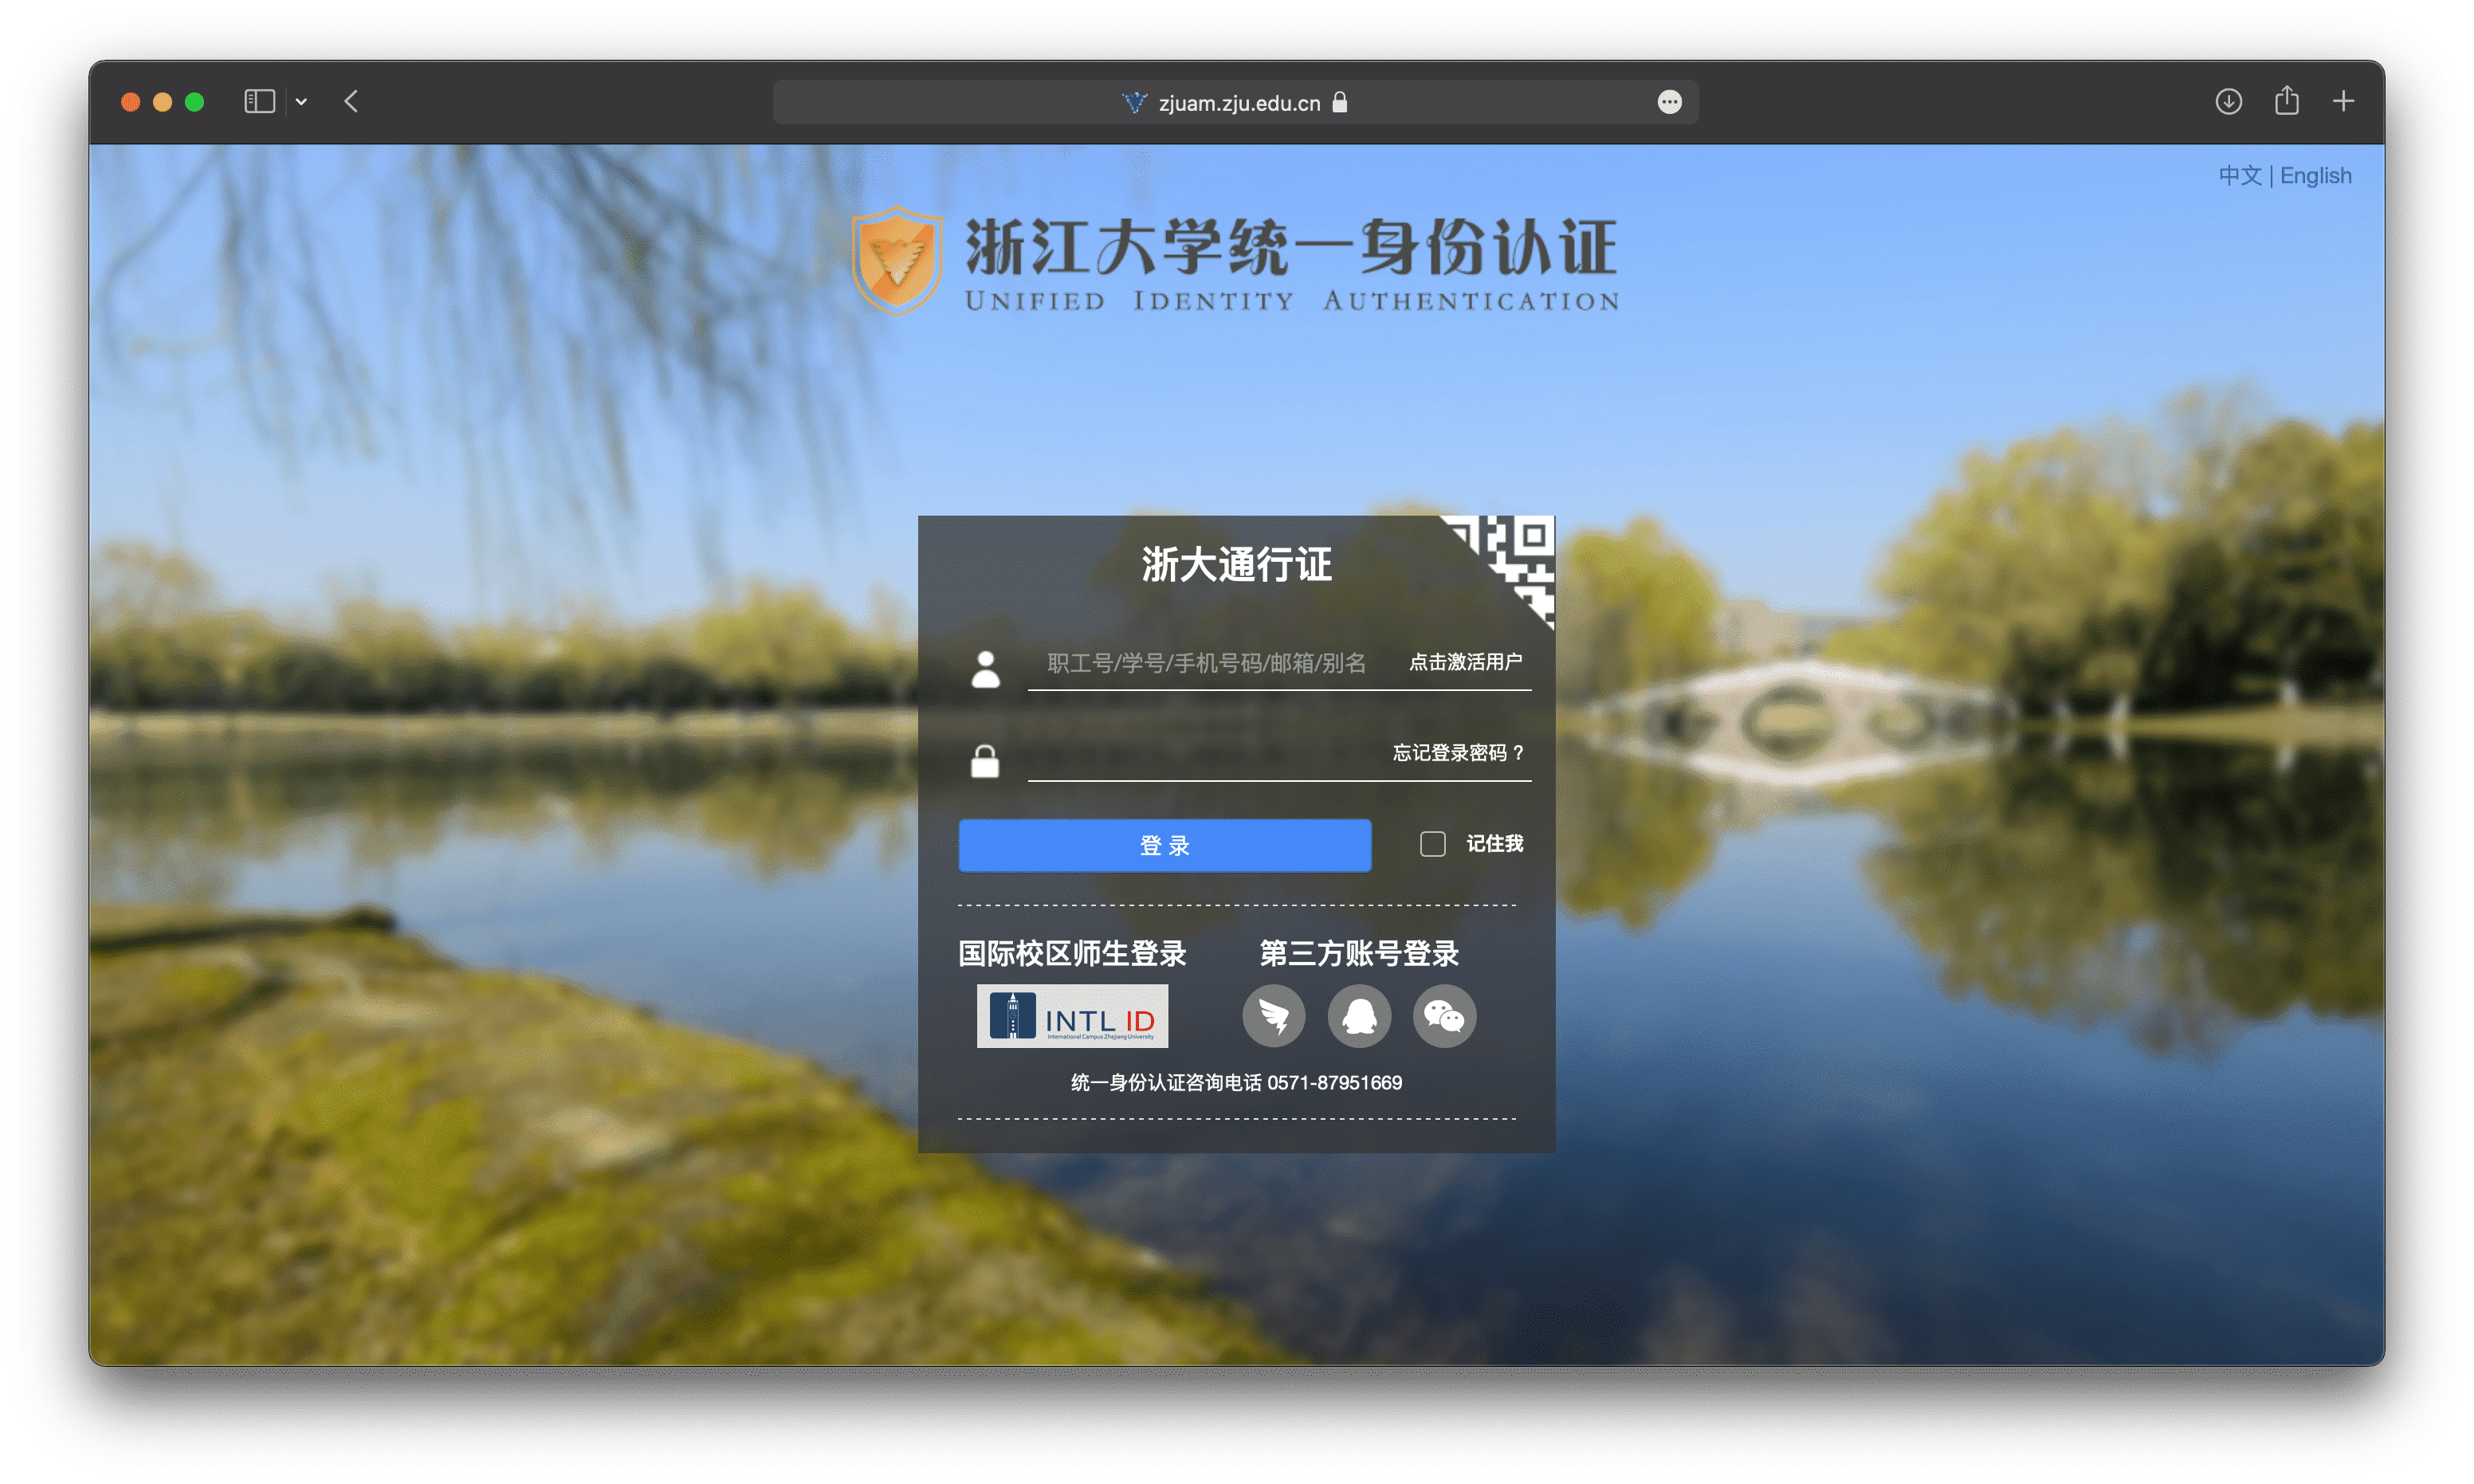 zjuam.zju.edu.cn
中文 | English
浙江大学统一身份认证
UNIFIED IDENTITY AUTHENTICATION
浙大通行证
职工号/学号/手机号码/邮箱/别名 点击激活用户
忘记登录密码？
登 录 记住我
国际校区师生登录 第三方账号登录
INTL ID
International Campus Zhejiang University
统一身份认证咨询电话 0571-87951669